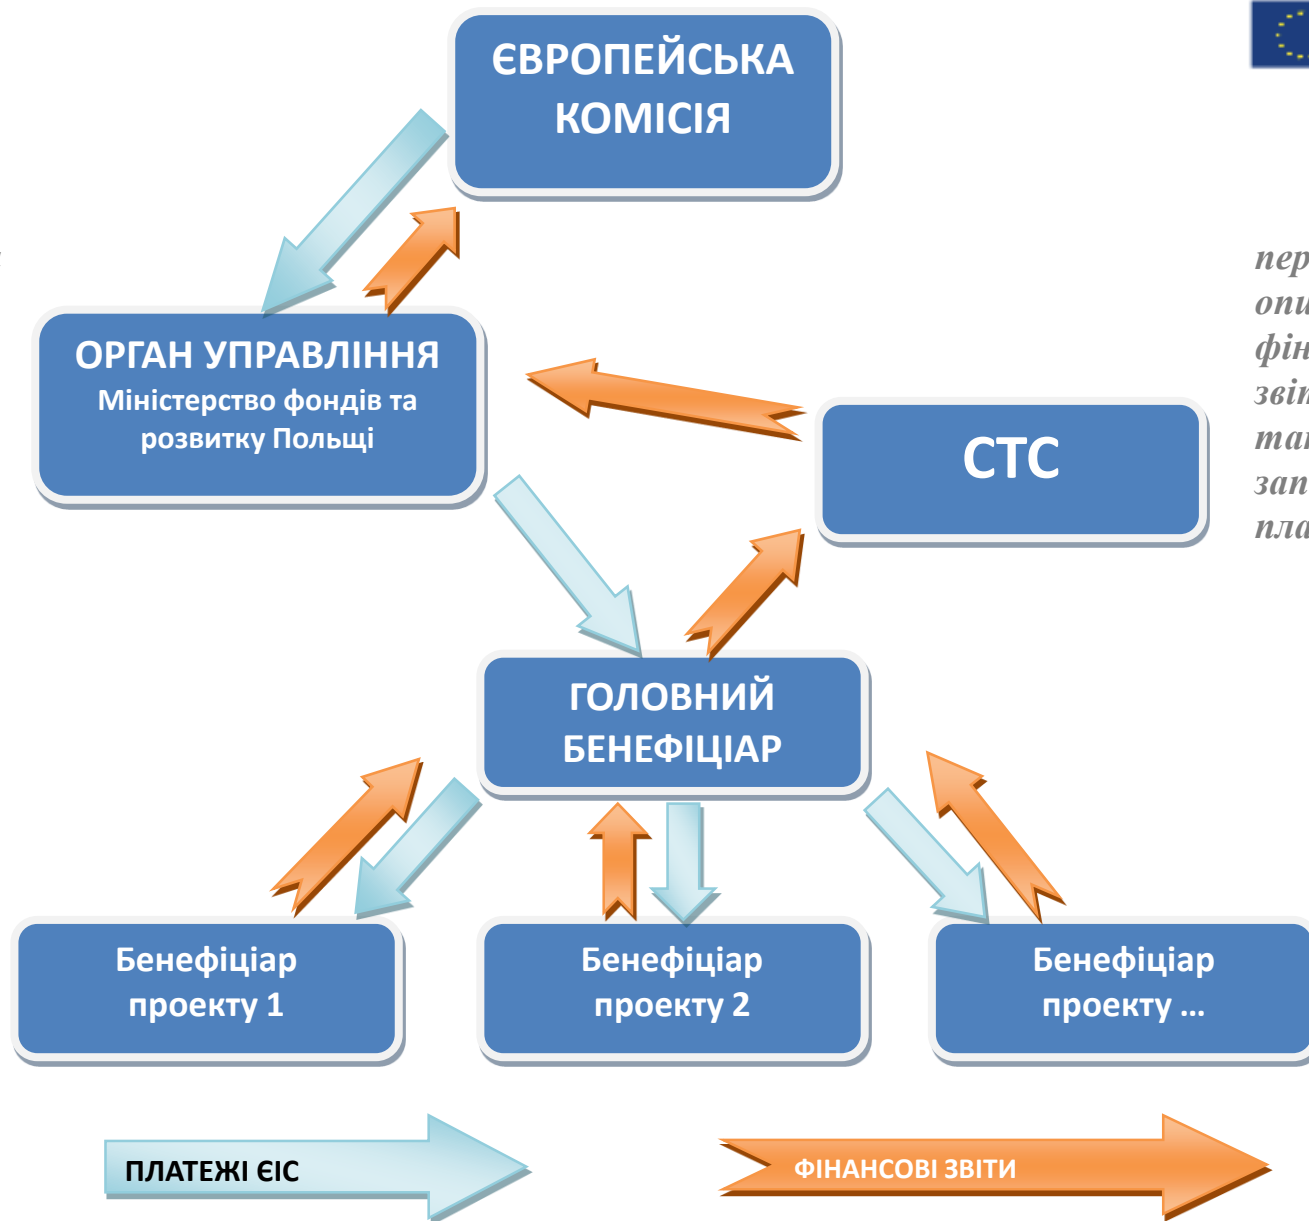 ЄВРОПЕЙСЬКА
КОМІСІЯ
ОРГАН УПРАВЛІННЯ
Міністерство фондів та
розвитку Польщі
СТС
ГОЛОВНИЙ
БЕНЕФІЦІАР
Бенефіціар
проекту 1
Бенефіціар
проекту 2
Бенефіціар
проекту ...
ПЛАТЕЖІ ЄІС
ФІНАНСОВІ ЗВІТИ